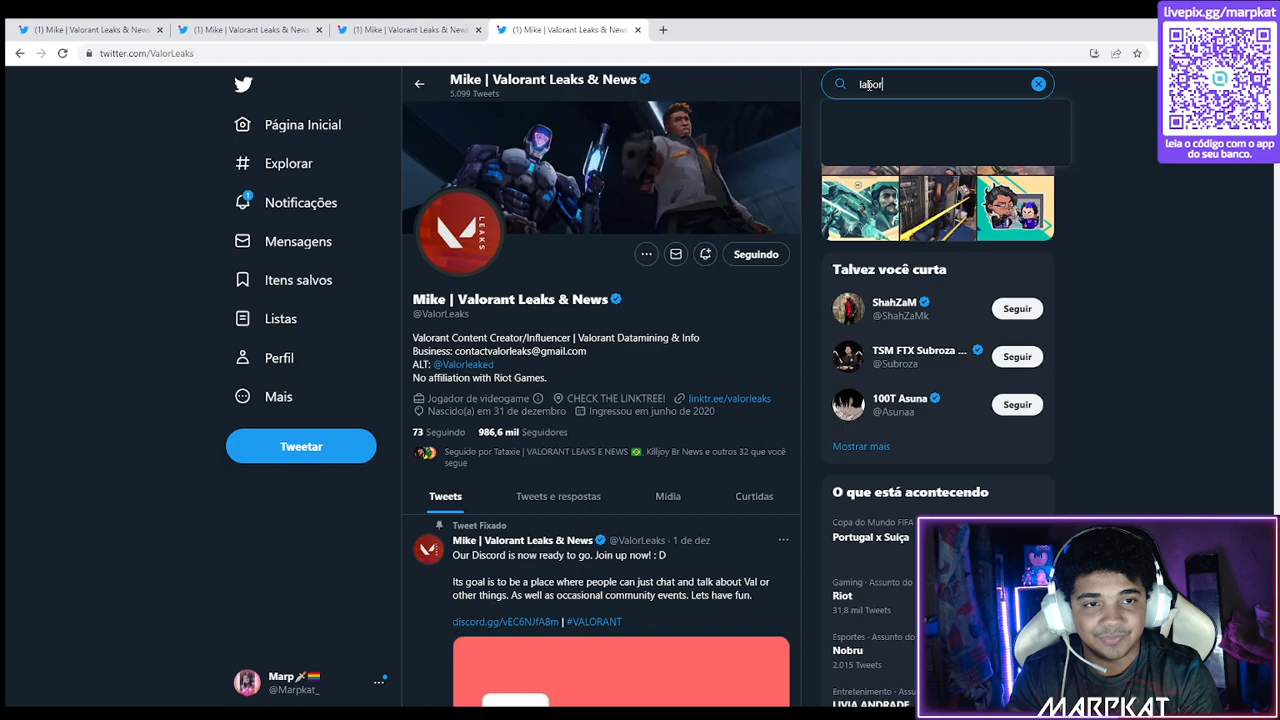 (1) Mike | Valorant Leaks & News
(1) Mike | Valorant Leaks & News
(1) Mike | Valorant Leaks & News
(1) Mike | Valorant Leaks & News
twitter.com/ValorLeaks
livepix.gg/marpkat
leia o código com o app
do seu banco.
Página Inicial
Explorar
1
Notificações
Mensagens
Itens salvos
Listas
Perfil
Mais
Tweetar
Marp
@Marpkat_
Mike | Valorant Leaks & News
5.099 Tweets
LEAKS
Seguindo
Mike | Valorant Leaks & News
@ValorLeaks
Valorant Content Creator/Influencer | Valorant Datamining & Info
Business: contactvalorleaks@gmail.com
ALT: @Valorleaked
No affiliation with Riot Games.
Jogador de videogame CHECK THE LINKTREE! linktr.ee/valorleaks
Nascido(a) em 31 de dezembro Ingressou em junho de 2020
73 Seguindo 986,6 mil Seguidores
Seguido por Tataxie | VALORANT LEAKS E NEWS 🇧🇷, Killjoy Br News e outros 32 que você
segue
Tweets Tweets e respostas Mídia Curtidas
Tweet Fixado
Mike | Valorant Leaks & News @ValorLeaks · 1 de dez
Our Discord is now ready to go. Join up now! : D
Its goal is to be a place where people can just chat and talk about Val or
other things. As well as occasional community events. Lets have fun.
discord.gg/vEC6NJfA8m | #VALORANT
labor
Talvez você curta
ShahZaM
@ShahZaMk
Seguir
TSM FTX Subroza ...
@Subroza
Seguir
100T Asuna
@Asunaa
Seguir
Mostrar mais
O que está acontecendo
Copa do Mundo FIFA
Portugal x Suíça
Gaming · Assunto do
Riot
31,8 mil Tweets
Esportes · Assunto do
Nobru
2.015 Tweets
Entretenimento · Assu
LIVIA ANDRADE
MARPKAT